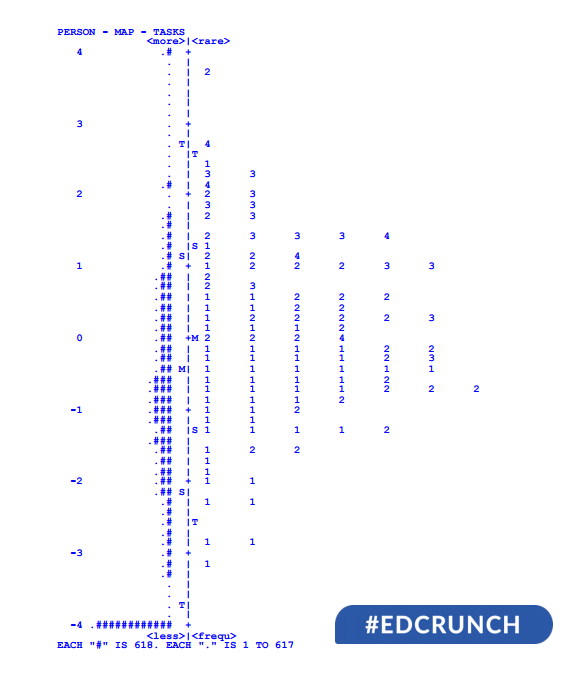 PERSON - MAP - TASKS
<more>|<rare>
4 .# +
. |
. | 2
. |
. |
. |
. |
3 . +
. |
. T| 4
. |T
. | 1
. | 3 3
.# | 4
2 . + 2 3
. | 3 3
.# | 2 3
.# |
.# | 2 3 3 3 4
.# |S 1
.# S| 2 2 4
1 .# + 1 2 2 2 3 3
.## | 2
.## | 2 3
.## | 1 1 2 2 2
.## | 1 1 2 2
.## | 1 2 2 2 2 3
.## | 1 1 1 2
0 .## +M 2 2 2 4
.## | 1 1 1 1 2 2
.## | 1 1 1 1 2 3
.## M| 1 1 1 1 1 1
.### | 1 1 1 1 2
.### | 1 1 1 1 2 2 2
.### | 1 1 1 2
-1 .## + 1 1 2
.### | 1 1
.## |S 1 1 1 1 2
.### |
.## | 1 2 2
.## | 1
.## | 1
-2 .## + 1 1
.## S|
.# | 1 1
.# |
.# |T
.# |
.# | 1 1
-3 .# +
.# | 1
.# |
. |
. |
. T|
. |
-4 .############ +
<less>|<frequ>
EACH "#" IS 618. EACH "." IS 1 TO 617
#EDCRUNCH